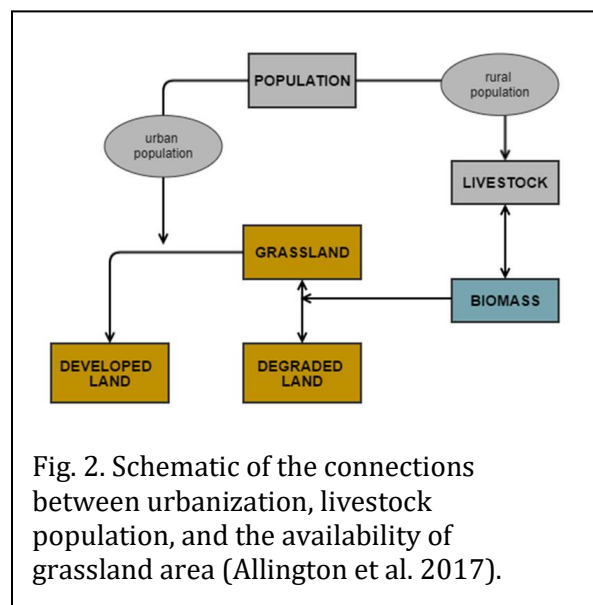 POPULATION
rural
population
urban
population
LIVESTOCK
GRASSLAND
BIOMASS
DEVELOPED
LAND
DEGRADED
LAND
Fig. 2. Schematic of the connections
between urbanization, livestock
population, and the availability of
grassland area (Allington et al. 2017).